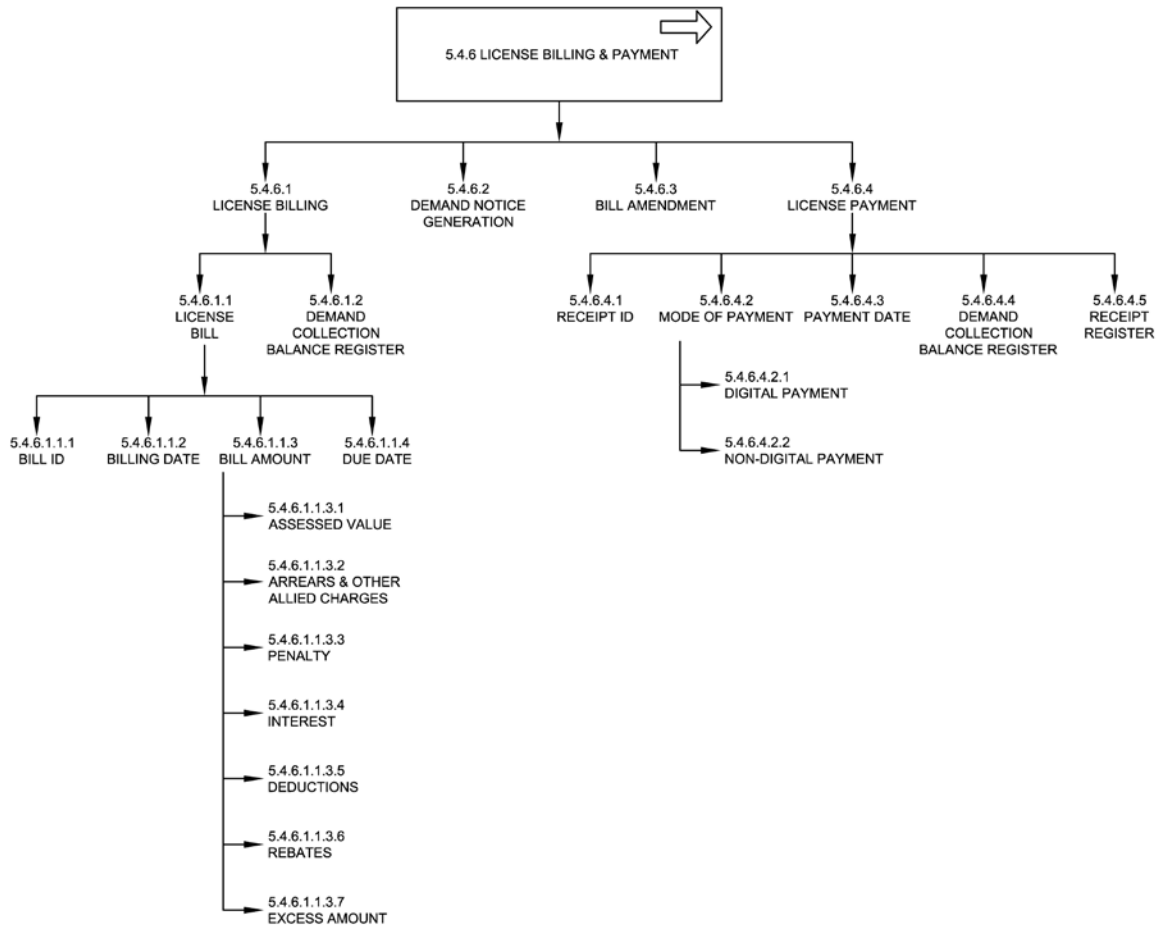 5.4.6 LICENSE BILLING & PAYMENT
5.4.6.1
LICENSE BILLING
5.4.6.2
DEMAND NOTICE
GENERATION
5.4.6.3
BILL AMENDMENT
5.4.6.4
LICENSE PAYMENT
5.4.6.1.1
LICENSE
BILL
5.4.6.1.2
DEMAND
COLLECTION
BALANCE REGISTER
5.4.6.4.1
RECEIPT ID
5.4.6.4.2
MODE OF PAYMENT
5.4.6.4.3
PAYMENT DATE
5.4.6.4.4
DEMAND
COLLECTION
BALANCE REGISTER
5.4.6.4.5
RECEIPT
REGISTER
5.4.6.4.2.1
DIGITAL PAYMENT
5.4.6.4.2.2
NON-DIGITAL PAYMENT
5.4.6.1.1.1
BILL ID
5.4.6.1.1.2
BILLING DATE
5.4.6.1.1.3
BILL AMOUNT
5.4.6.1.1.4
DUE DATE
5.4.6.1.1.3.1
ASSESSED VALUE
5.4.6.1.1.3.2
ARREARS & OTHER
ALLIED CHARGES
5.4.6.1.1.3.3
PENALTY
5.4.6.1.1.3.4
INTEREST
5.4.6.1.1.3.5
DEDUCTIONS
5.4.6.1.1.3.6
REBATES
5.4.6.1.1.3.7
EXCESS AMOUNT